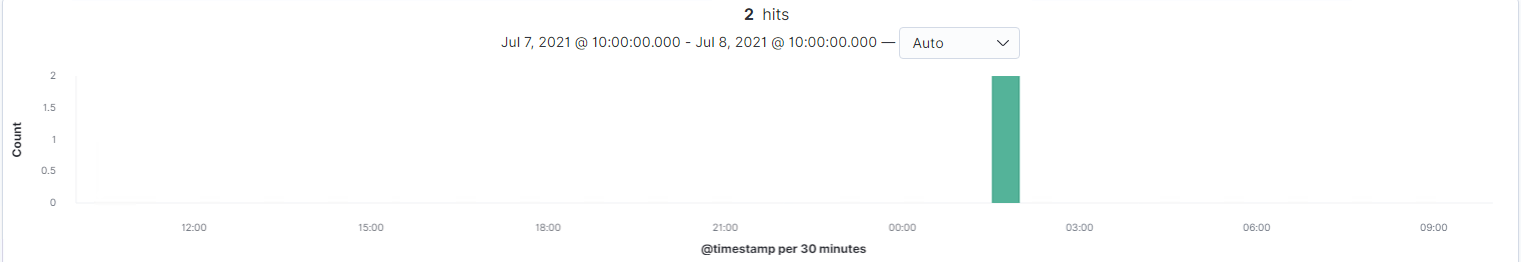 2 hits
Jul 7, 2021 @ 10:00:00.000 - Jul 8, 2021 @ 10:00:00.000 — Auto
Count
2
1.5
1
0.5
0
12:00 15:00 18:00 21:00 00:00 03:00 06:00 09:00
@timestamp per 30 minutes